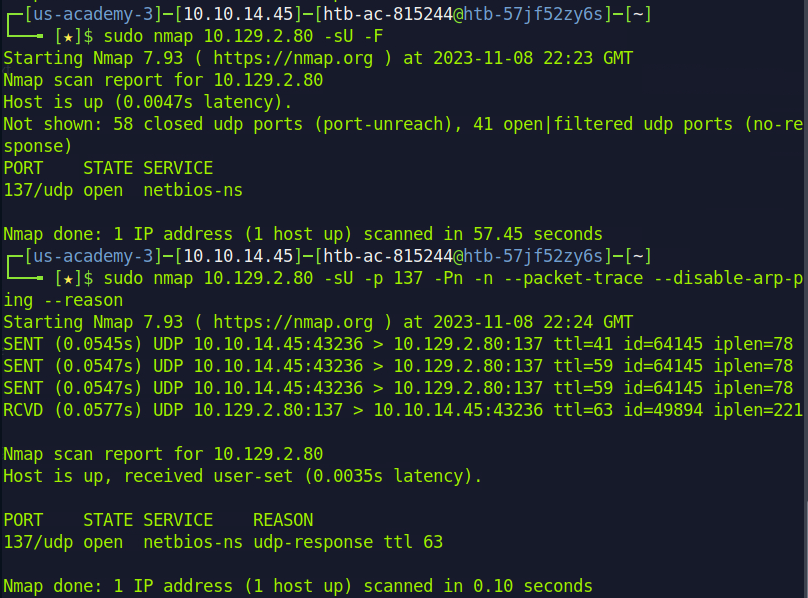 ┌─[us-academy-3]─[10.10.14.45]─[htb-ac-815244@htb-57jf52zy6s]─[~]
└──╼ [★]$ sudo nmap 10.129.2.80 -sU -F
Starting Nmap 7.93 ( https://nmap.org ) at 2023-11-08 22:23 GMT
Nmap scan report for 10.129.2.80
Host is up (0.0047s latency).
Not shown: 58 closed udp ports (port-unreach), 41 open|filtered udp ports (no-re
sponse)
PORT    STATE SERVICE
137/udp open  netbios-ns

Nmap done: 1 IP address (1 host up) scanned in 57.45 seconds
┌─[us-academy-3]─[10.10.14.45]─[htb-ac-815244@htb-57jf52zy6s]─[~]
└──╼ [★]$ sudo nmap 10.129.2.80 -sU -p 137 -Pn -n --packet-trace --disable-arp-p
ing --reason
Starting Nmap 7.93 ( https://nmap.org ) at 2023-11-08 22:24 GMT
SENT (0.0545s) UDP 10.10.14.45:43236 > 10.129.2.80:137 ttl=41 id=64145 iplen=78
SENT (0.0547s) UDP 10.10.14.45:43236 > 10.129.2.80:137 ttl=59 id=64145 iplen=78
SENT (0.0547s) UDP 10.10.14.45:43236 > 10.129.2.80:137 ttl=59 id=64145 iplen=78
RCVD (0.0577s) UDP 10.129.2.80:137 > 10.10.14.45:43236 ttl=63 id=49894 iplen=221

Nmap scan report for 10.129.2.80
Host is up, received user-set (0.0035s latency).

PORT    STATE SERVICE    REASON
137/udp open  netbios-ns udp-response ttl 63

Nmap done: 1 IP address (1 host up) scanned in 0.10 seconds